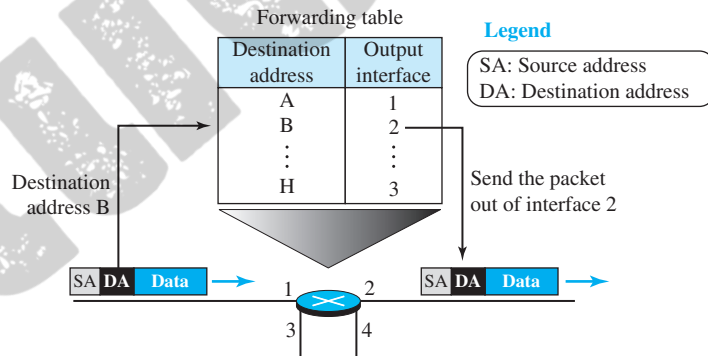 Forwarding table
Legend
Destination address
Output interface
SA: Source address
DA: Destination address
A 1
B 2
H 3
Destination
address B
Send the packet
out of interface 2
SA DA Data
SA DA Data
1 2
3 4